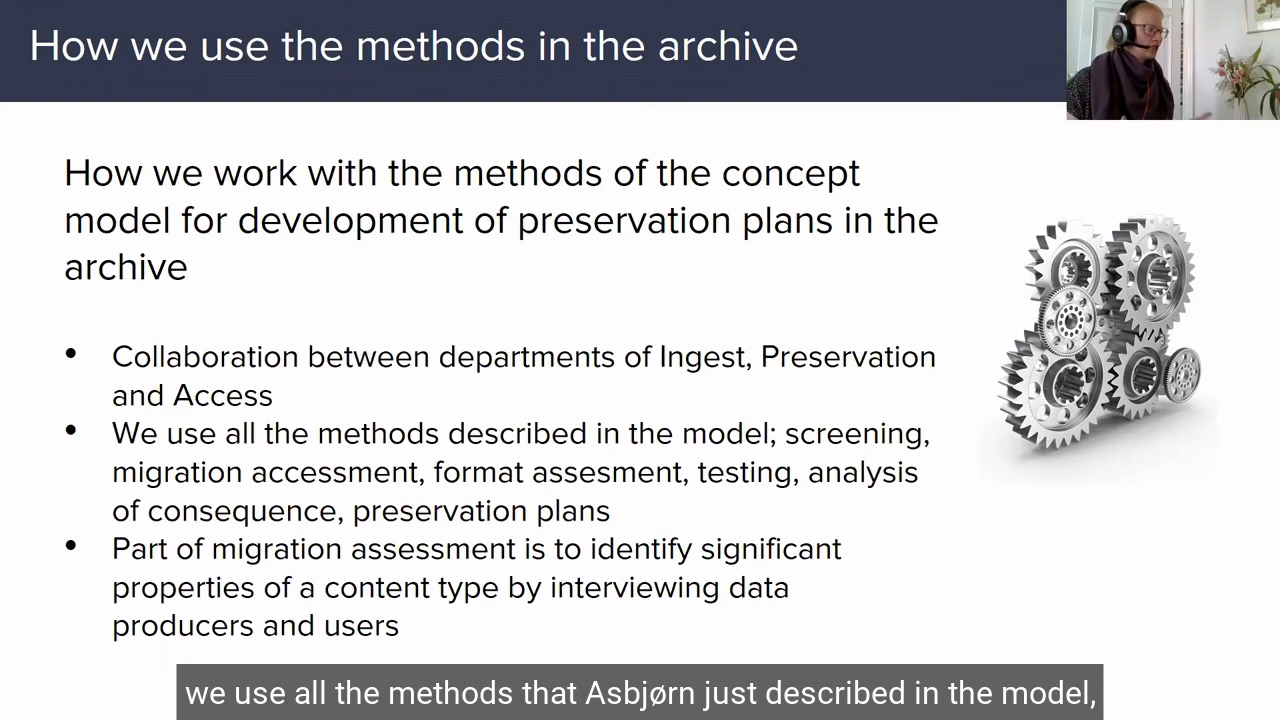 How we use the methods in the archive
How we work with the methods of the concept
model for development of preservation plans in the
archive
• Collaboration between departments of Ingest, Preservation
and Access
• We use all the methods described in the model; screening,
migration accessment, format assesment, testing, analysis
of consequence, preservation plans
• Part of migration assessment is to identify significant
properties of a content type by interviewing data
producers and users
we use all the methods that Asbjørn just described in the model,